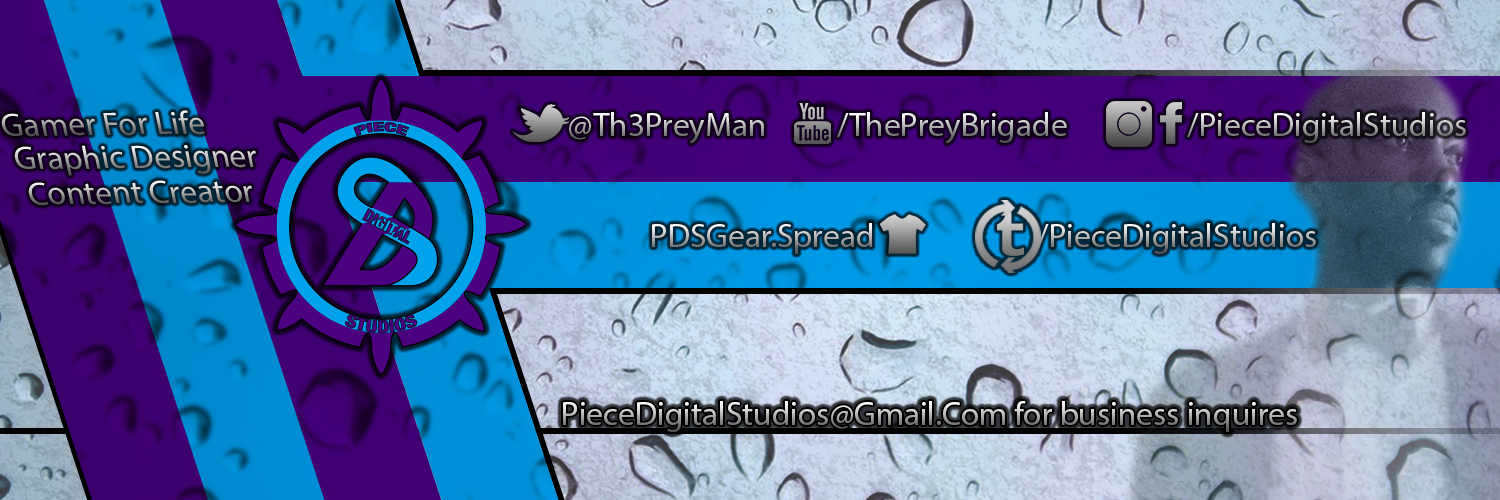 Gamer For Life
Graphic Designer
Content Creator
PIECE
DIGITAL
STUDIOS
@Th3PreyMan
You
Tube
/ThePreyBrigade
/PieceDigitalStudios
PDSGear.Spread
/PieceDigitalStudios
PieceDigitalStudios@Gmail.Com for business inquires